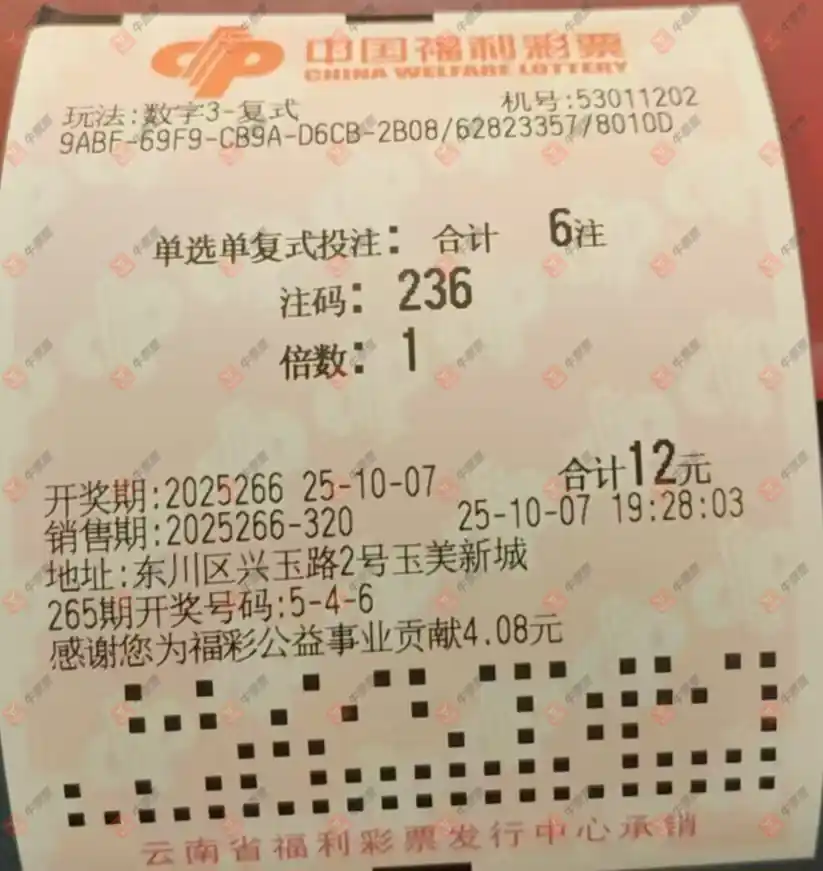 中国福利彩票
CHINA WELFARE LOTTERY
玩法:数字3-复式 机号:53011202
9ABF-69F9-CB9A-D6CB-2B08/62823357/8010D
单选单复式投注: 合计 6注
注码: 236
倍数: 1
合计12元
开奖期:2025266 25-10-07
销售期:2025266-320 25-10-07 19:28:03
地址:东川区兴玉路2号玉美新城
265期开奖号码:5-4-6
感谢您为福彩公益事业贡献4.08元
云南省福利彩票发行中心承销